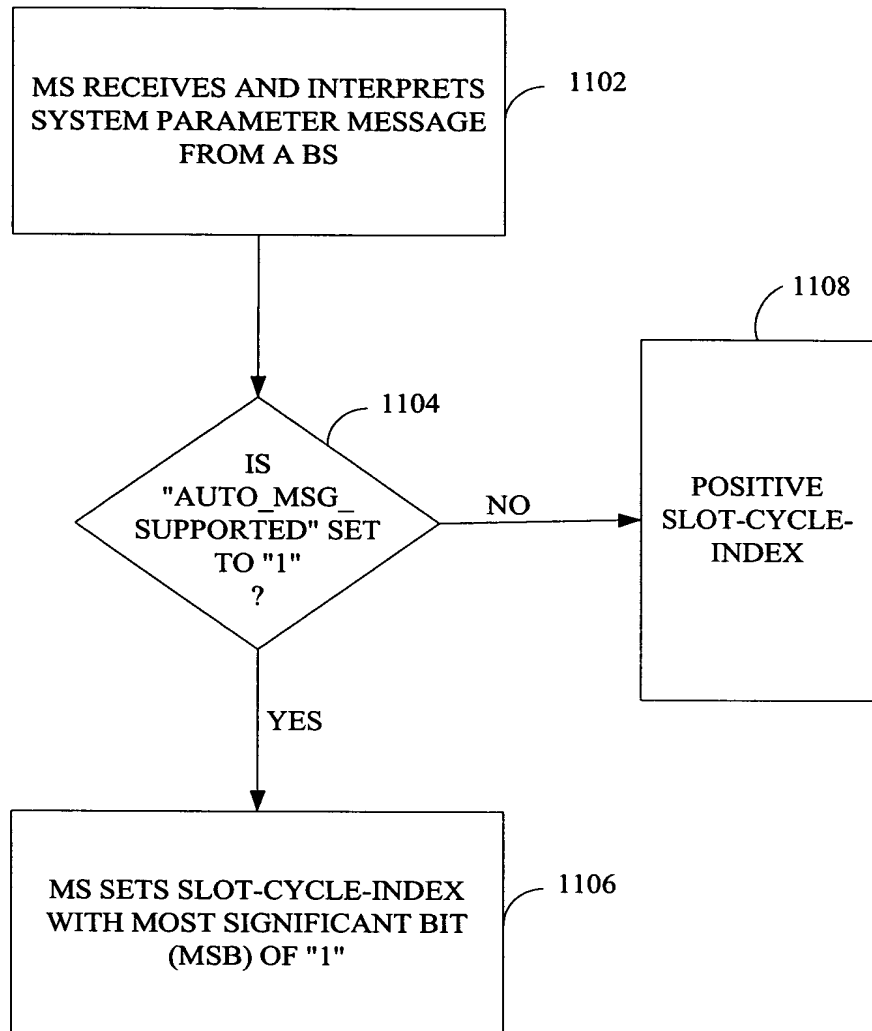 MS RECEIVES AND INTERPRETS
SYSTEM PARAMETER MESSAGE
FROM A BS
1102
1108
1104
IS
"AUTO_MSG_
SUPPORTED" SET
TO "1"
?
NO
POSITIVE
SLOT-CYCLE-
INDEX
YES
MS SETS SLOT-CYCLE-INDEX
WITH MOST SIGNIFICANT BIT
(MSB) OF "1"
1106